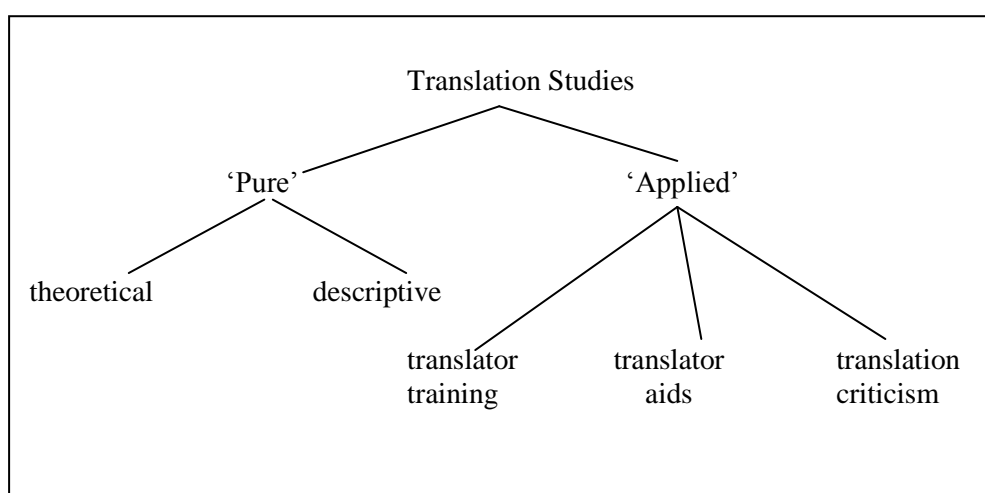 Translation Studies
‘Pure’ ‘Applied’
theoretical descriptive
translator translator translation
training aids criticism